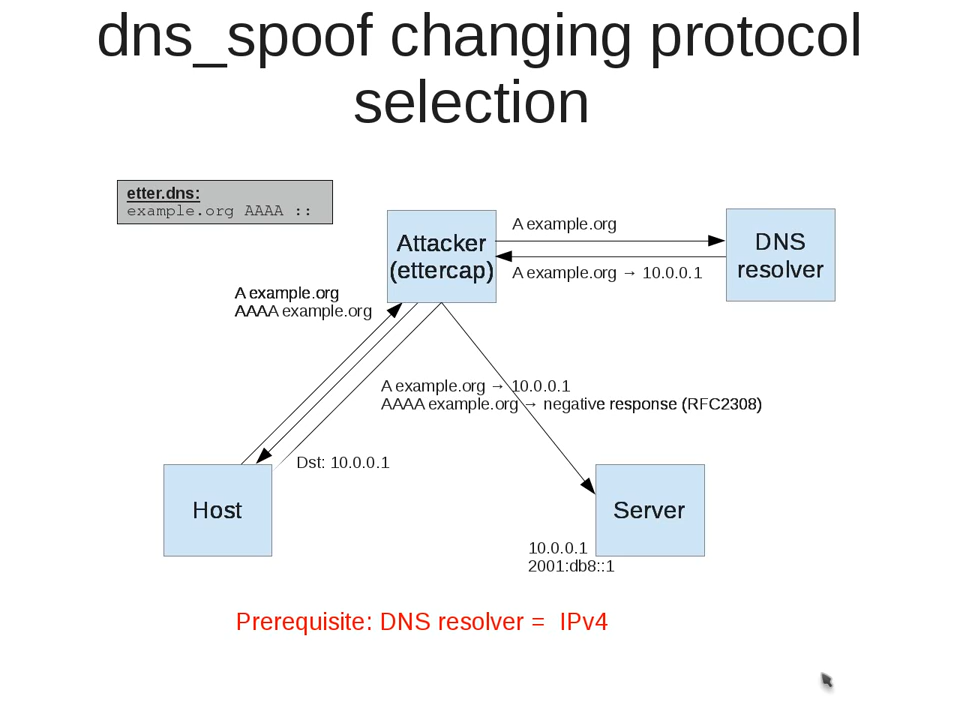 dns_spoof changing protocol
selection
etter.dns:
example.org AAAA ::
Attacker
(ettercap)
A example.org
A example.org → 10.0.0.1
DNS
resolver
A example.org
AAAA example.org
A example.org → 10.0.0.1
AAAA example.org → negative response (RFC2308)
Dst: 10.0.0.1
Host
Server
10.0.0.1
2001:db8::1
Prerequisite: DNS resolver = IPv4